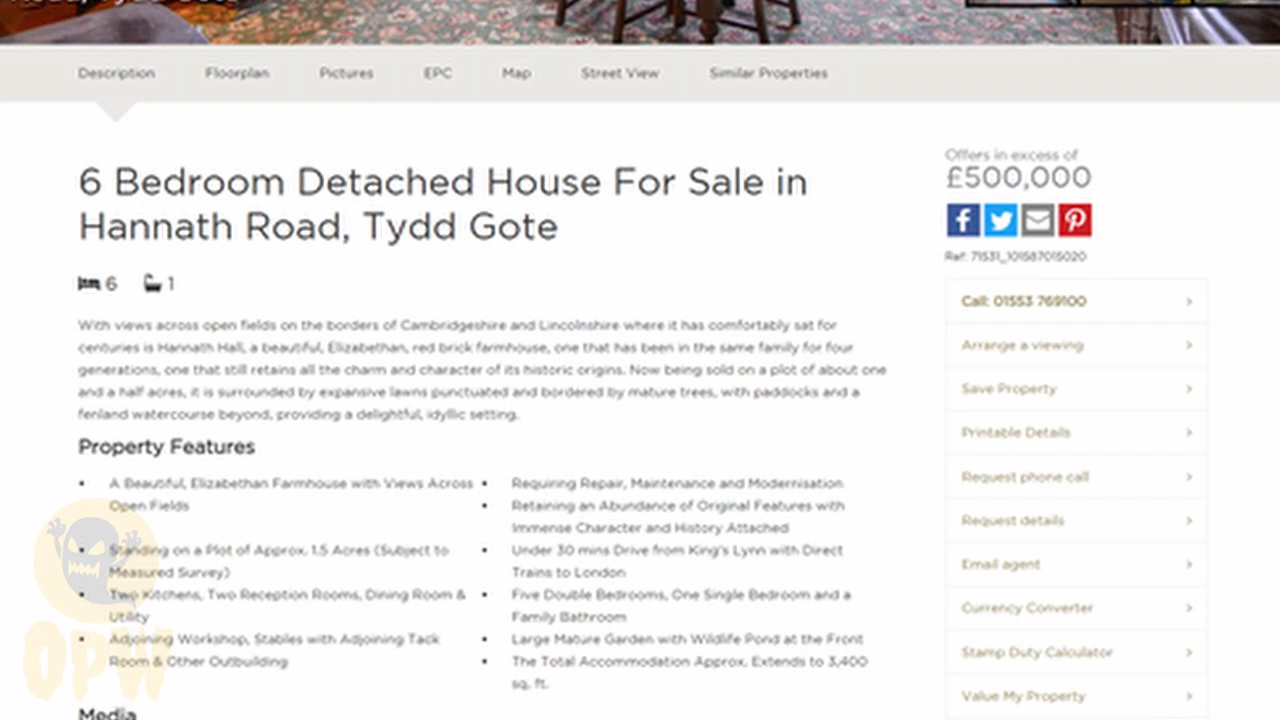 Description Floorplan Pictures EPC Map Street View Similar Properties
6 Bedroom Detached House For Sale in
Hannath Road, Tydd Gote
6 1
With views across open fields on the borders of Cambridgeshire and Lincolnshire where it has comfortably sat for
centuries is Hannath Hall, a beautiful, Elizabethan, red brick farmhouse, one that has been in the same family for four
generations, one that still retains all the charm and character of its historic origins. Now being sold on a plot of about one
and a half acres, it is surrounded by expansive lawns punctuated and bordered by mature trees, with paddocks and a
fenland watercourse beyond, providing a delightful, idyllic setting.
Property Features
• A Beautiful, Elizabethan Farmhouse with Views Across
Open Fields
• Standing on a Plot of Approx. 1.5 Acres (Subject to
Measured Survey)
• Two Kitchens, Two Reception Rooms, Dining Room &
Utility
• Adjoining Workshop, Stables with Adjoining Tack
Room & Other Outbuilding
• Requiring Repair, Maintenance and Modernisation
• Retaining an Abundance of Original Features with
Immense Character and History Attached
• Under 30 mins Drive from King's Lynn with Direct
Trains to London
• Five Double Bedrooms, One Single Bedroom and a
Family Bathroom
• Large Mature Garden with Wildlife Pond at the Front
• The Total Accommodation Approx. Extends to 3,400
sq. ft.
Media
Offers in excess of
£500,000
Ref: 71531_101587015020
Call: 01553 769100
Arrange a viewing
Save Property
Printable Details
Request phone call
Request details
Email agent
Currency Converter
Stamp Duty Calculator
Value My Property
OPW